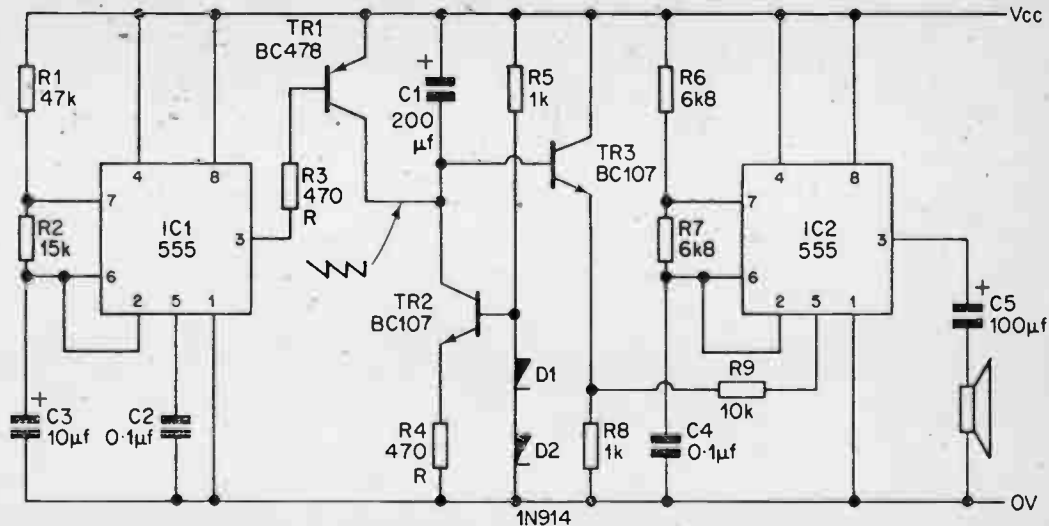 Vcc
TR1
BC478
R1
47k
C1
200
µf
+
R5
1k
R6
6k8
4
8
R3
470
R
TR3
BC107
4
8
7
R2
15k
IC1
555
3
7
R7
6k8
IC2
555
3
6
2
5
1
TR2
BC107
6
2
5
1
+
C5
100µf
D1
R9
10k
+
C3
10µf
C2
0·1µf
R4
470
R
D2
R8
1k
C4
0·1µf
1N914
0V